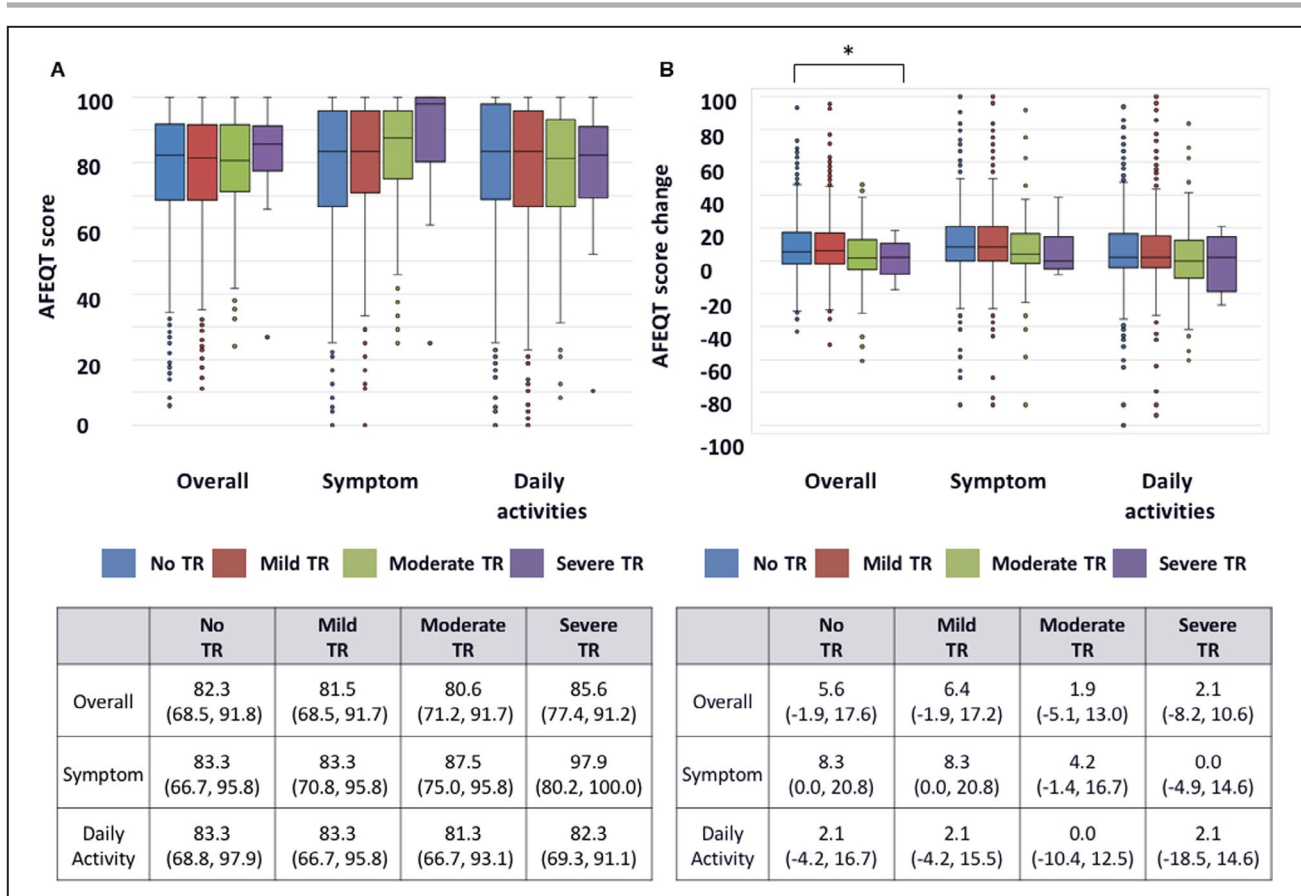 A
AFEQT score
100
80
60
40
20
0
Overall Symptom Daily
activities
No TR Mild TR Moderate TR Severe TR
No
TR Mild
TR Moderate
TR Severe
TR
Overall 82.3
(68.5, 91.8) 81.5
(68.5, 91.7) 80.6
(71.2, 91.7) 85.6
(77.4, 91.2)
Symptom 83.3
(66.7, 95.8) 83.3
(70.8, 95.8) 87.5
(75.0, 95.8) 97.9
(80.2, 100.0)
Daily
Activity 83.3
(68.8, 97.9) 83.3
(66.7, 95.8) 81.3
(66.7, 93.1) 82.3
(69.3, 91.1)
B
*
AFEQT score change
100
80
60
40
20
0
-20
-40
-60
-80
-100
Overall Symptom Daily
activities
No TR Mild TR Moderate TR Severe TR
No
TR Mild
TR Moderate
TR Severe
TR
Overall 5.6
(-1.9, 17.6) 6.4
(-1.9, 17.2) 1.9
(-5.1, 13.0) 2.1
(-8.2, 10.6)
Symptom 8.3
(0.0, 20.8) 8.3
(0.0, 20.8) 4.2
(-1.4, 16.7) 0.0
(-4.9, 14.6)
Daily
Activity 2.1
(-4.2, 16.7) 2.1
(-4.2, 15.5) 0.0
(-10.4, 12.5) 2.1
(-18.5, 14.6)